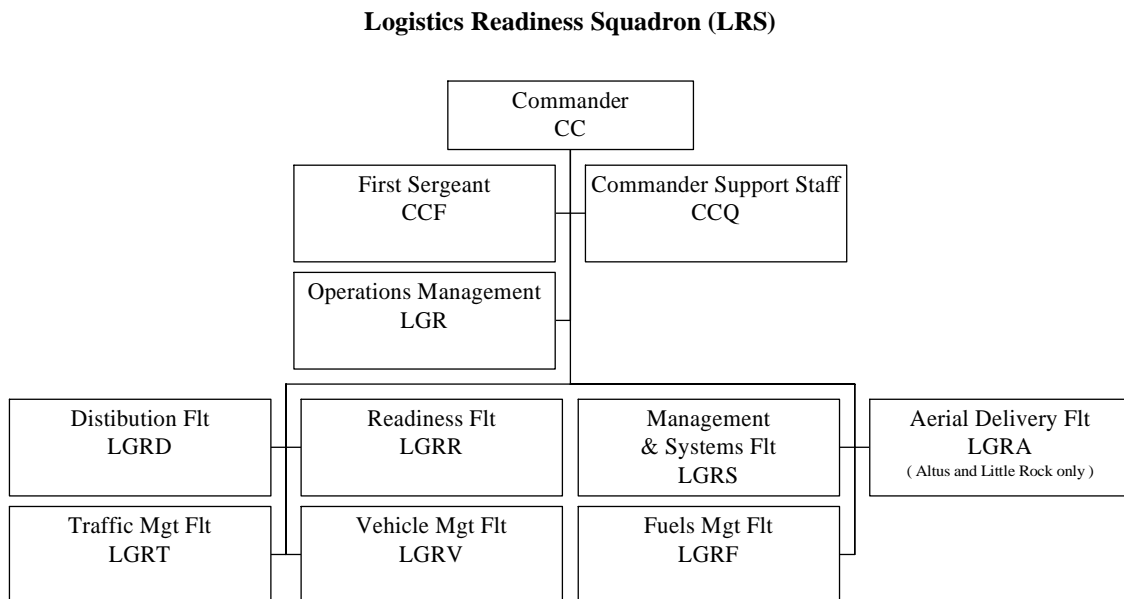 Logistics Readiness Squadron (LRS)
Commander
CC
First Sergeant
CCF
Commander Support Staff
CCQ
Operations Management
LGR
Distibution Flt
LGRD
Readiness Flt
LGRR
Management
& Systems Flt
LGRS
Aerial Delivery Flt
LGRA
( Altus and Little Rock only )
Traffic Mgt Flt
LGRT
Vehicle Mgt Flt
LGRV
Fuels Mgt Flt
LGRF